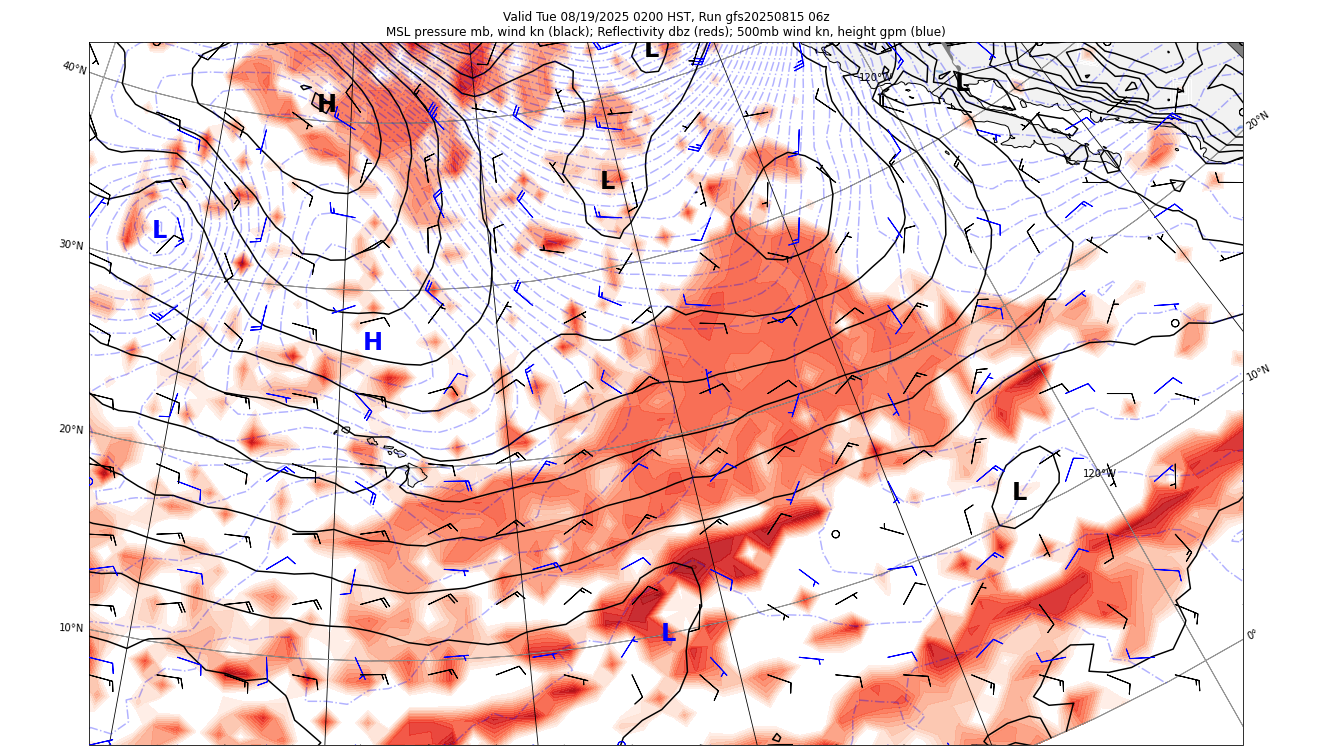 Valid Tue 08/19/2025 0200 HST, Run gfs20250815 06z
MSL pressure mb, wind kn (black); Reflectivity dbz (reds); 500mb wind kn, height gpm (blue)
L
40°N
120°W
L
H
20°N
L
L
30°N
H
10°N
20°N
120°W
L
10°N
L
0°